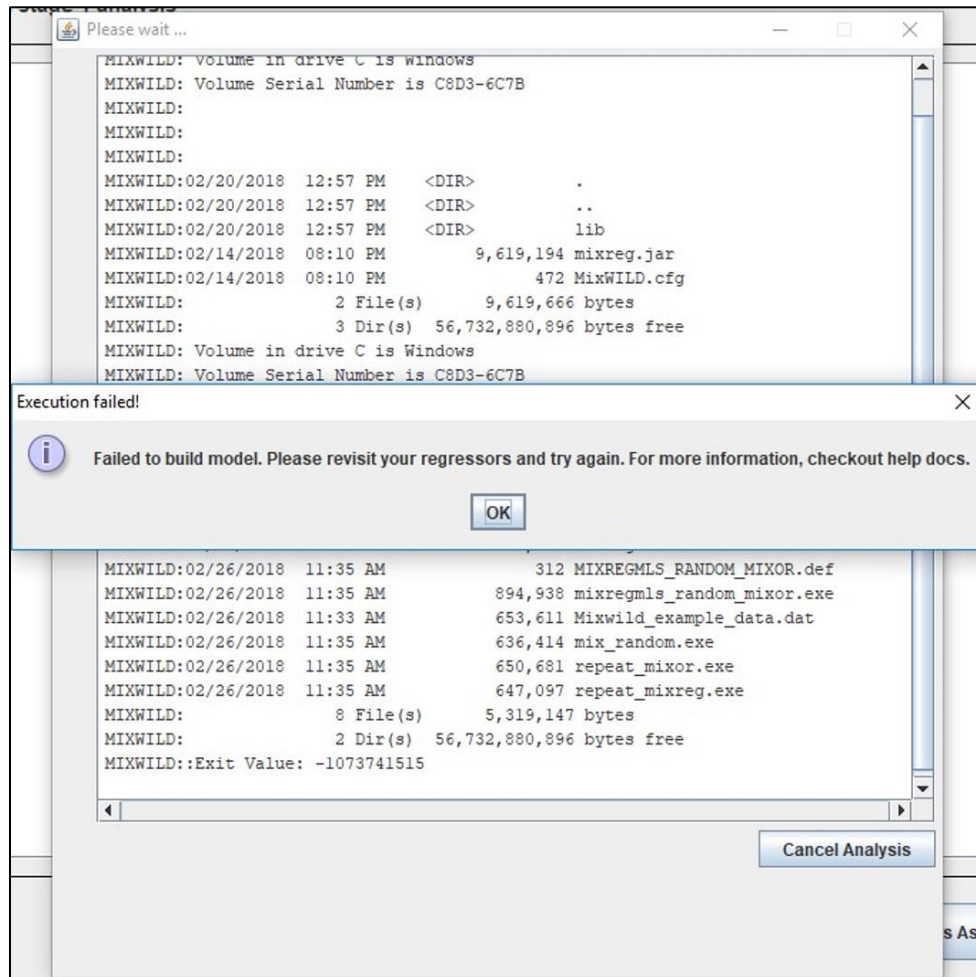 Stage 1 analysis
Please wait ...
MIXWILD: Volume in drive C is Windows
MIXWILD: Volume Serial Number is C8D3-6C7B
MIXWILD:
MIXWILD:
MIXWILD:
MIXWILD:02/20/2018  12:57 PM    <DIR>          .
MIXWILD:02/20/2018  12:57 PM    <DIR>          ..
MIXWILD:02/20/2018  12:57 PM    <DIR>          lib
MIXWILD:02/14/2018  08:10 PM         9,619,194 mixreg.jar
MIXWILD:02/14/2018  08:10 PM               472 MixWILD.cfg
MIXWILD:               2 File(s)      9,619,666 bytes
MIXWILD:               3 Dir(s)  56,732,880,896 bytes free
MIXWILD: Volume in drive C is Windows
MIXWILD: Volume Serial Number is C8D3-6C7B
Execution failed!
Failed to build model. Please revisit your regressors and try again. For more information, checkout help docs.
OK
MIXWILD:02/26/2018  11:35 AM               312 MIXREGMLS_RANDOM_MIXOR.def
MIXWILD:02/26/2018  11:35 AM           894,938 mixregmls_random_mixor.exe
MIXWILD:02/26/2018  11:33 AM           653,611 Mixwild_example_data.dat
MIXWILD:02/26/2018  11:35 AM           636,414 mix_random.exe
MIXWILD:02/26/2018  11:35 AM           650,681 repeat_mixor.exe
MIXWILD:02/26/2018  11:35 AM           647,097 repeat_mixreg.exe
MIXWILD:               8 File(s)      5,319,147 bytes
MIXWILD:               2 Dir(s)  56,732,880,896 bytes free
MIXWILD::Exit Value: -1073741515
Cancel Analysis
s As